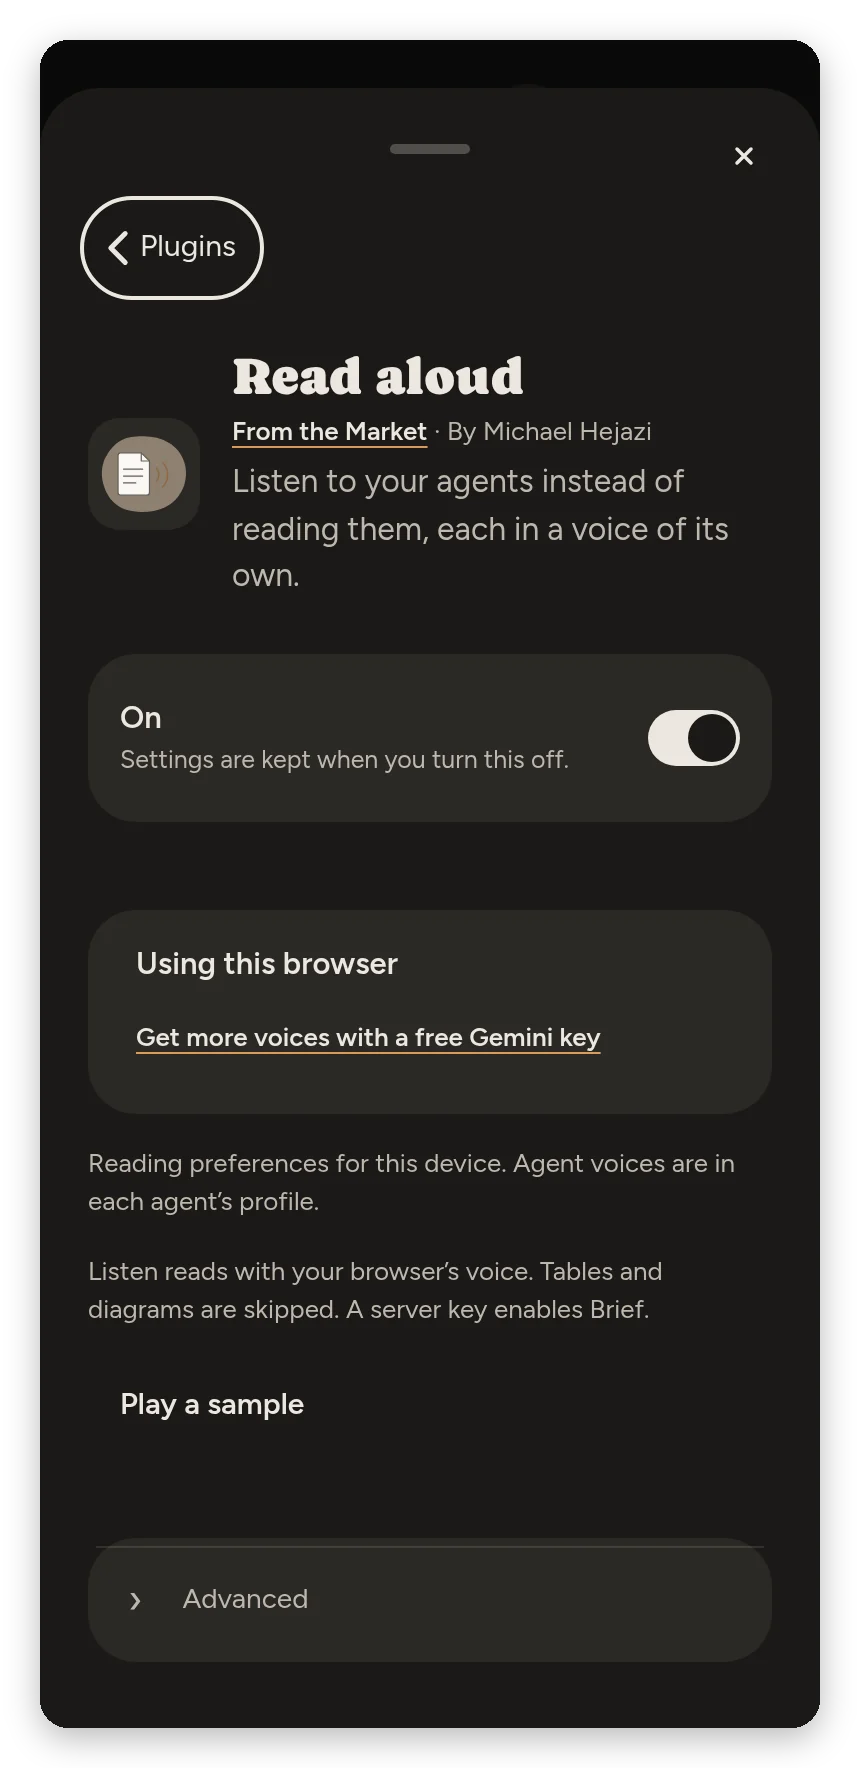 Plugins
Read aloud
From the Market · By Michael Hejazi
Listen to your agents instead of
reading them, each in a voice of its
own.
On
Settings are kept when you turn this off.
Using this browser
Get more voices with a free Gemini key
Reading preferences for this device. Agent voices are in
each agent’s profile.
Listen reads with your browser’s voice. Tables and
diagrams are skipped. A server key enables Brief.
Play a sample
Advanced